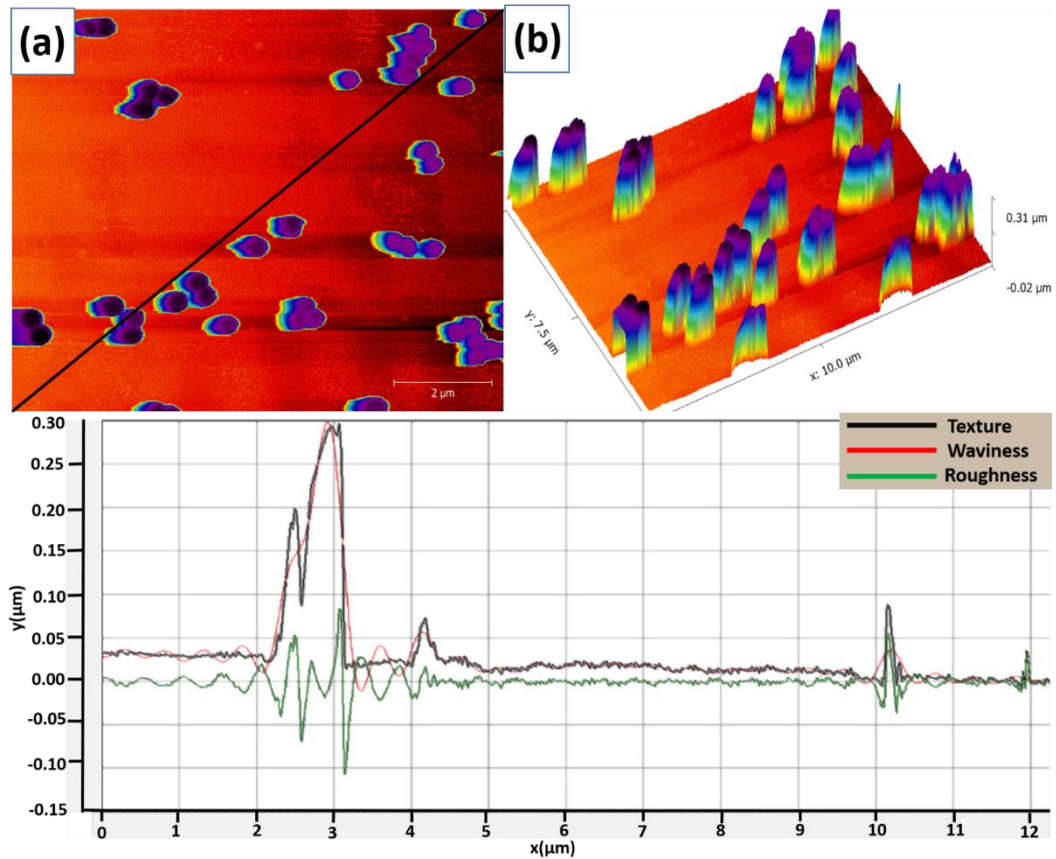 (a)
2 μm
(b)
0.31 μm
-0.02 μm
y: 7.5 μm
x: 10.0 μm
Texture
Waviness
Roughness
0.30
0.25
0.20
0.15
0.10
0.05
0.00
-0.05
-0.10
-0.15
y(μm)
0 1 2 3 4 5 6 7 8 9 10 11 12
x(μm)